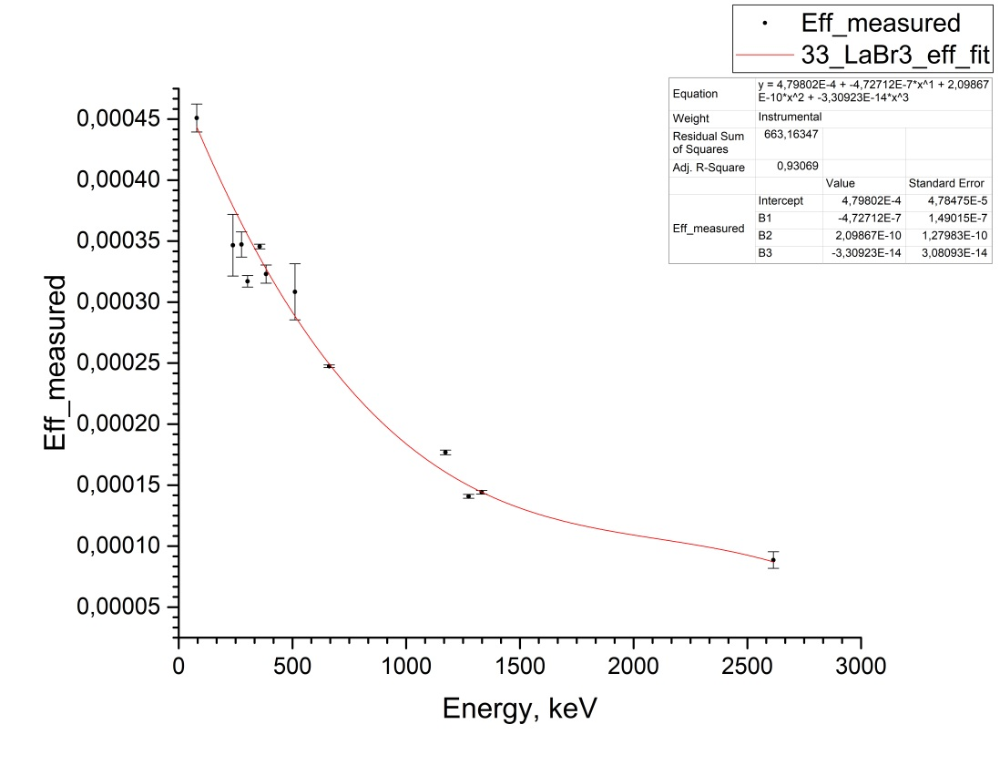 Eff_measured
33_LaBr3_eff_fit
Equation
y = 4,79802E-4 + -4,72712E-7*x^1 + 2,09867
E-10*x^2 + -3,30923E-14*x^3
Weight
Instrumental
Residual Sum
of Squares
663,16347
Adj. R-Square
0,93069
Value
Standard Error
Eff_measured
Intercept
4,79802E-4
4,78475E-5
B1
-4,72712E-7
1,49015E-7
B2
2,09867E-10
1,27983E-10
B3
-3,30923E-14
3,08093E-14
Eff_measured
0,00045
0,00040
0,00035
0,00030
0,00025
0,00020
0,00015
0,00010
0,00005
0
500
1000
1500
2000
2500
3000
Energy, keV